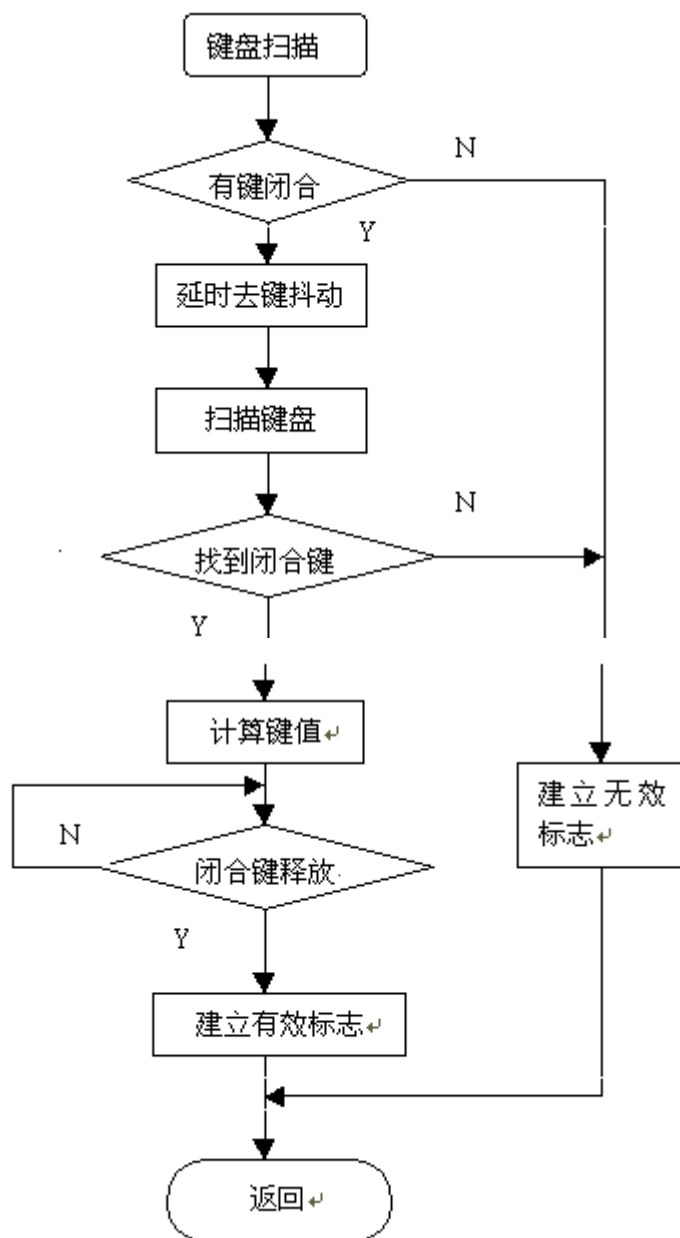 键盘扫描
N
有键闭合
Y
延时去键抖动
扫描键盘
N
找到闭合键
Y
计算键值
建立无效
标志
N
闭合键释放
Y
建立有效标志
返回